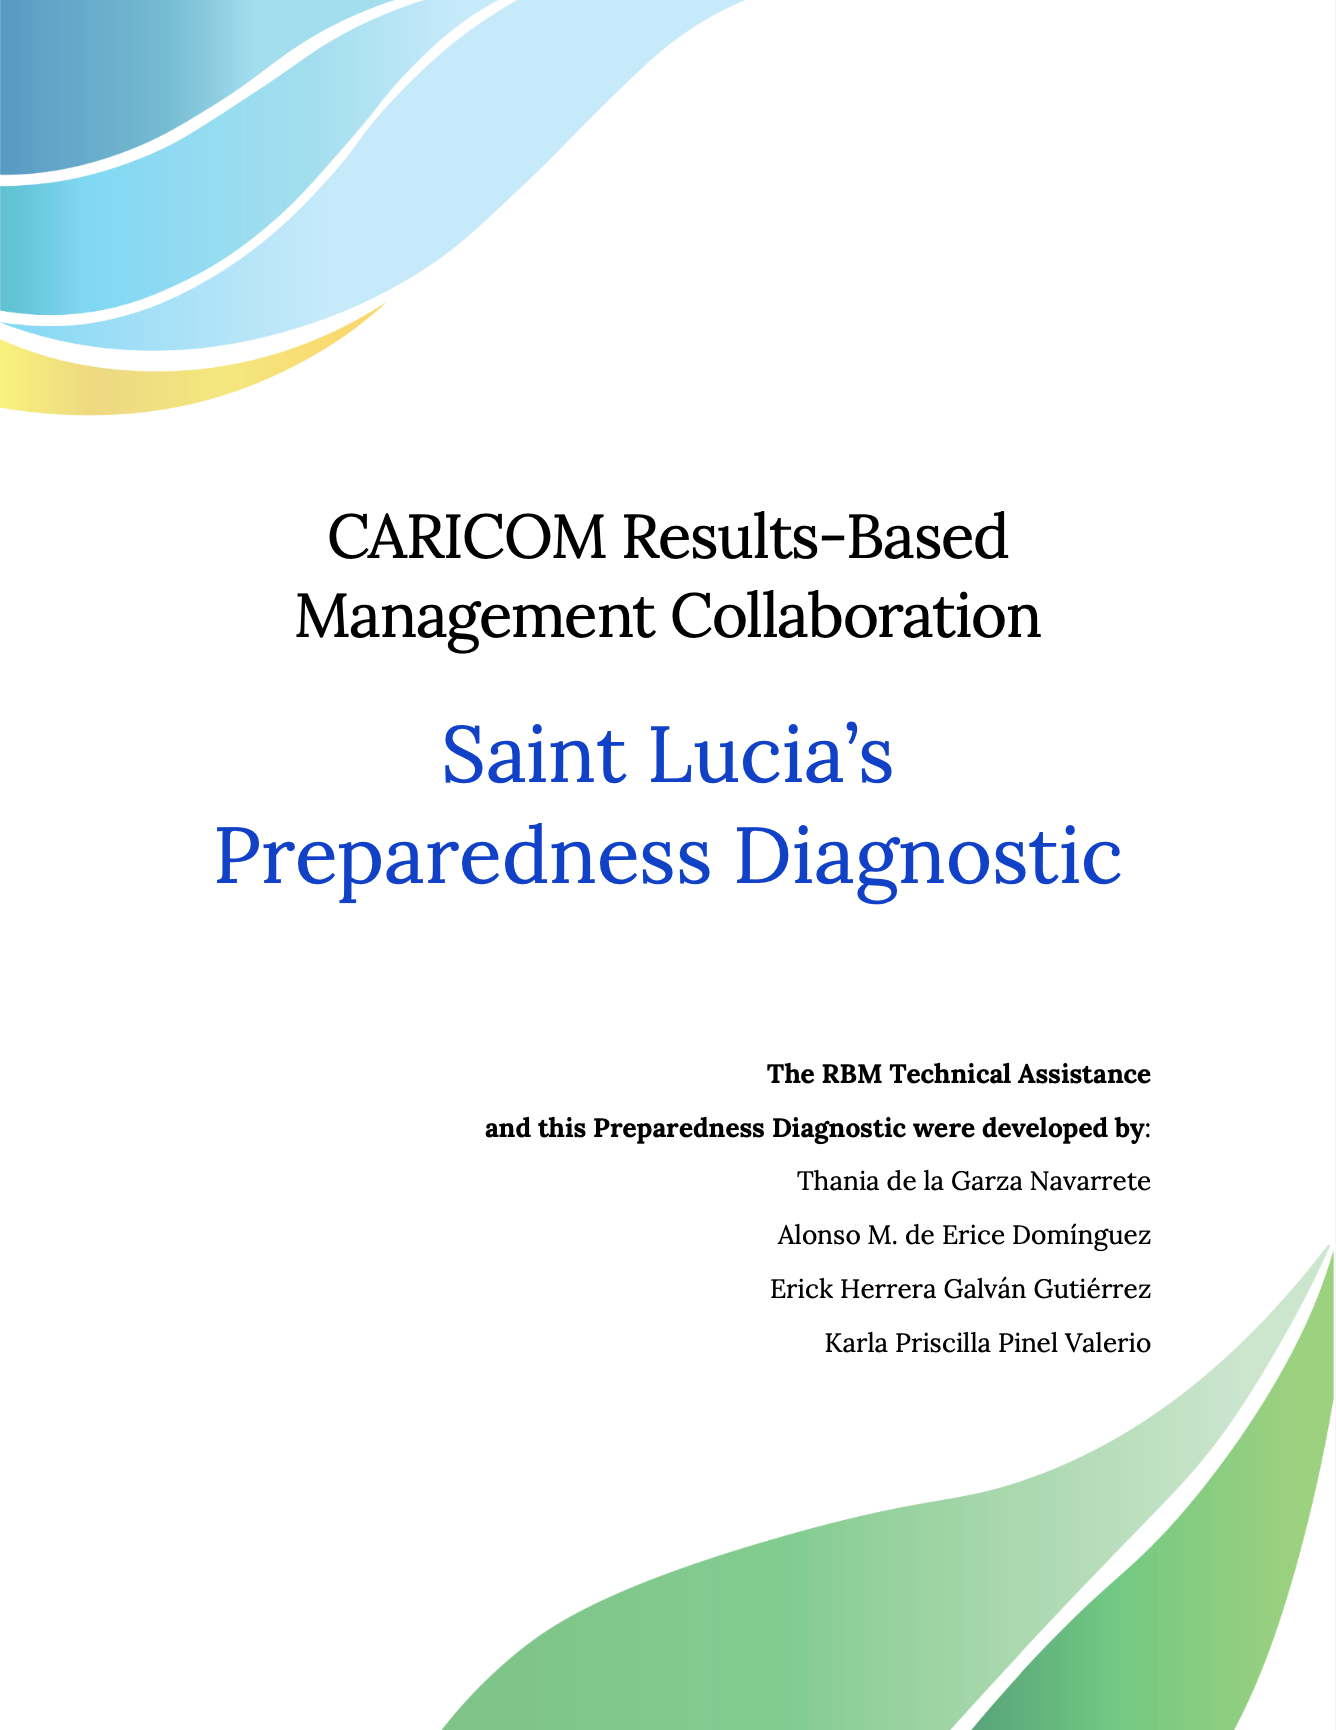 CARICOM Results-Based
Management Collaboration
Saint Lucia’s
Preparedness Diagnostic
The RBM Technical Assistance
and this Preparedness Diagnostic were developed by:
Thania de la Garza Navarrete
Alonso M. de Erice Domínguez
Erick Herrera Galván Gutiérrez
Karla Priscilla Pinel Valerio